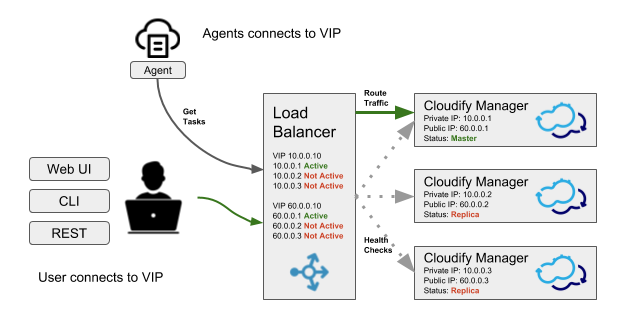 Agents connects to VIP
Agent
Get
Tasks
Web UI
CLI
REST
User connects to VIP
Load
Balancer
VIP 10.0.0.10
10.0.0.1 Active
10.0.0.2 Not Active
10.0.0.3 Not Active
VIP 60.0.0.10
60.0.0.1 Active
60.0.0.2 Not Active
60.0.0.3 Not Active
Route
Traffic
Health
Checks
Cloudify Manager
Private IP: 10.0.0.1
Public IP: 60.0.0.1
Status: Master
Cloudify Manager
Private IP: 10.0.0.2
Public IP: 60.0.0.2
Status: Replica
Cloudify Manager
Private IP: 10.0.0.3
Public IP: 60.0.0.3
Status: Replica